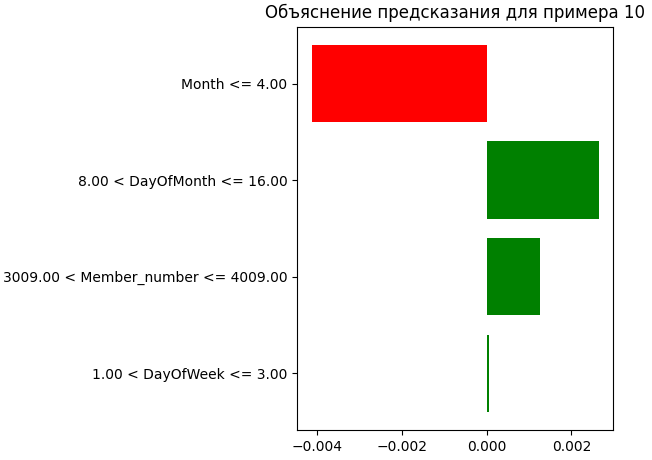 Объяснение предсказания для примера 10
Month <= 4.00
8.00 < DayOfMonth <= 16.00
3009.00 < Member_number <= 4009.00
1.00 < DayOfWeek <= 3.00
−0.004 −0.002 0.000 0.002